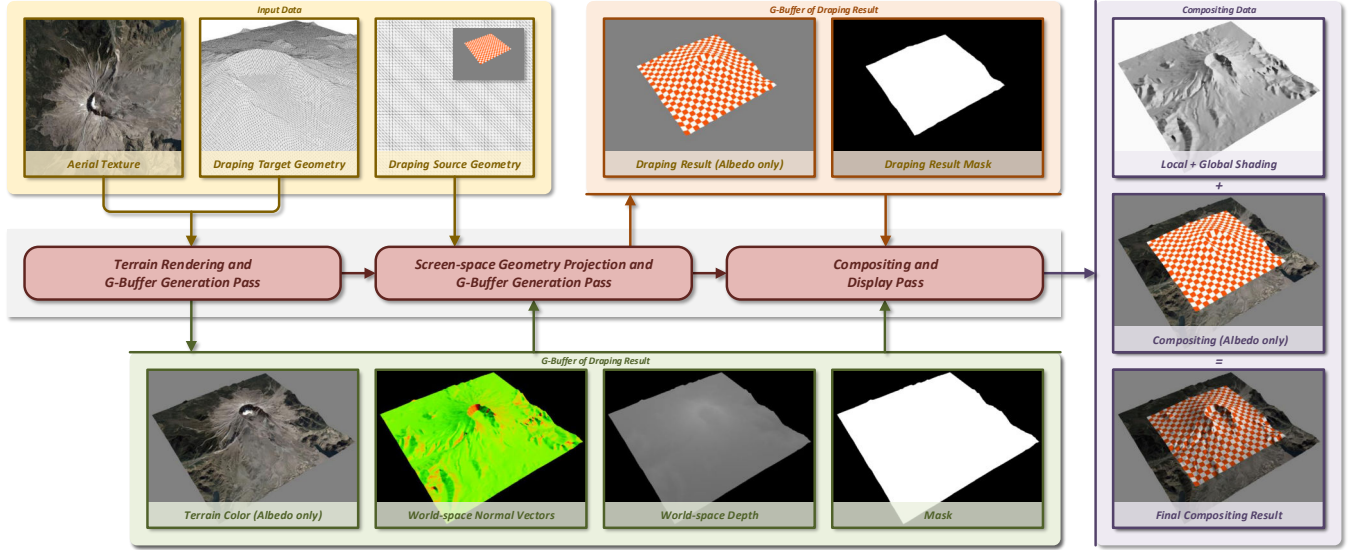 Input Data
Aerial Texture
Draping Target Geometry
Draping Source Geometry
G-Buffer of Draping Result
Draping Result (Albedo only)
Draping Result Mask
Compositing Data
Local + Global Shading
+
Compositing (Albedo only)
=
Final Compositing Result
Terrain Rendering and
G-Buffer Generation Pass
Screen-space Geometry Projection and
G-Buffer Generation Pass
Compositing and
Display Pass
G-Buffer of Draping Result
Terrain Color (Albedo only)
World-space Normal Vectors
World-space Depth
Mask